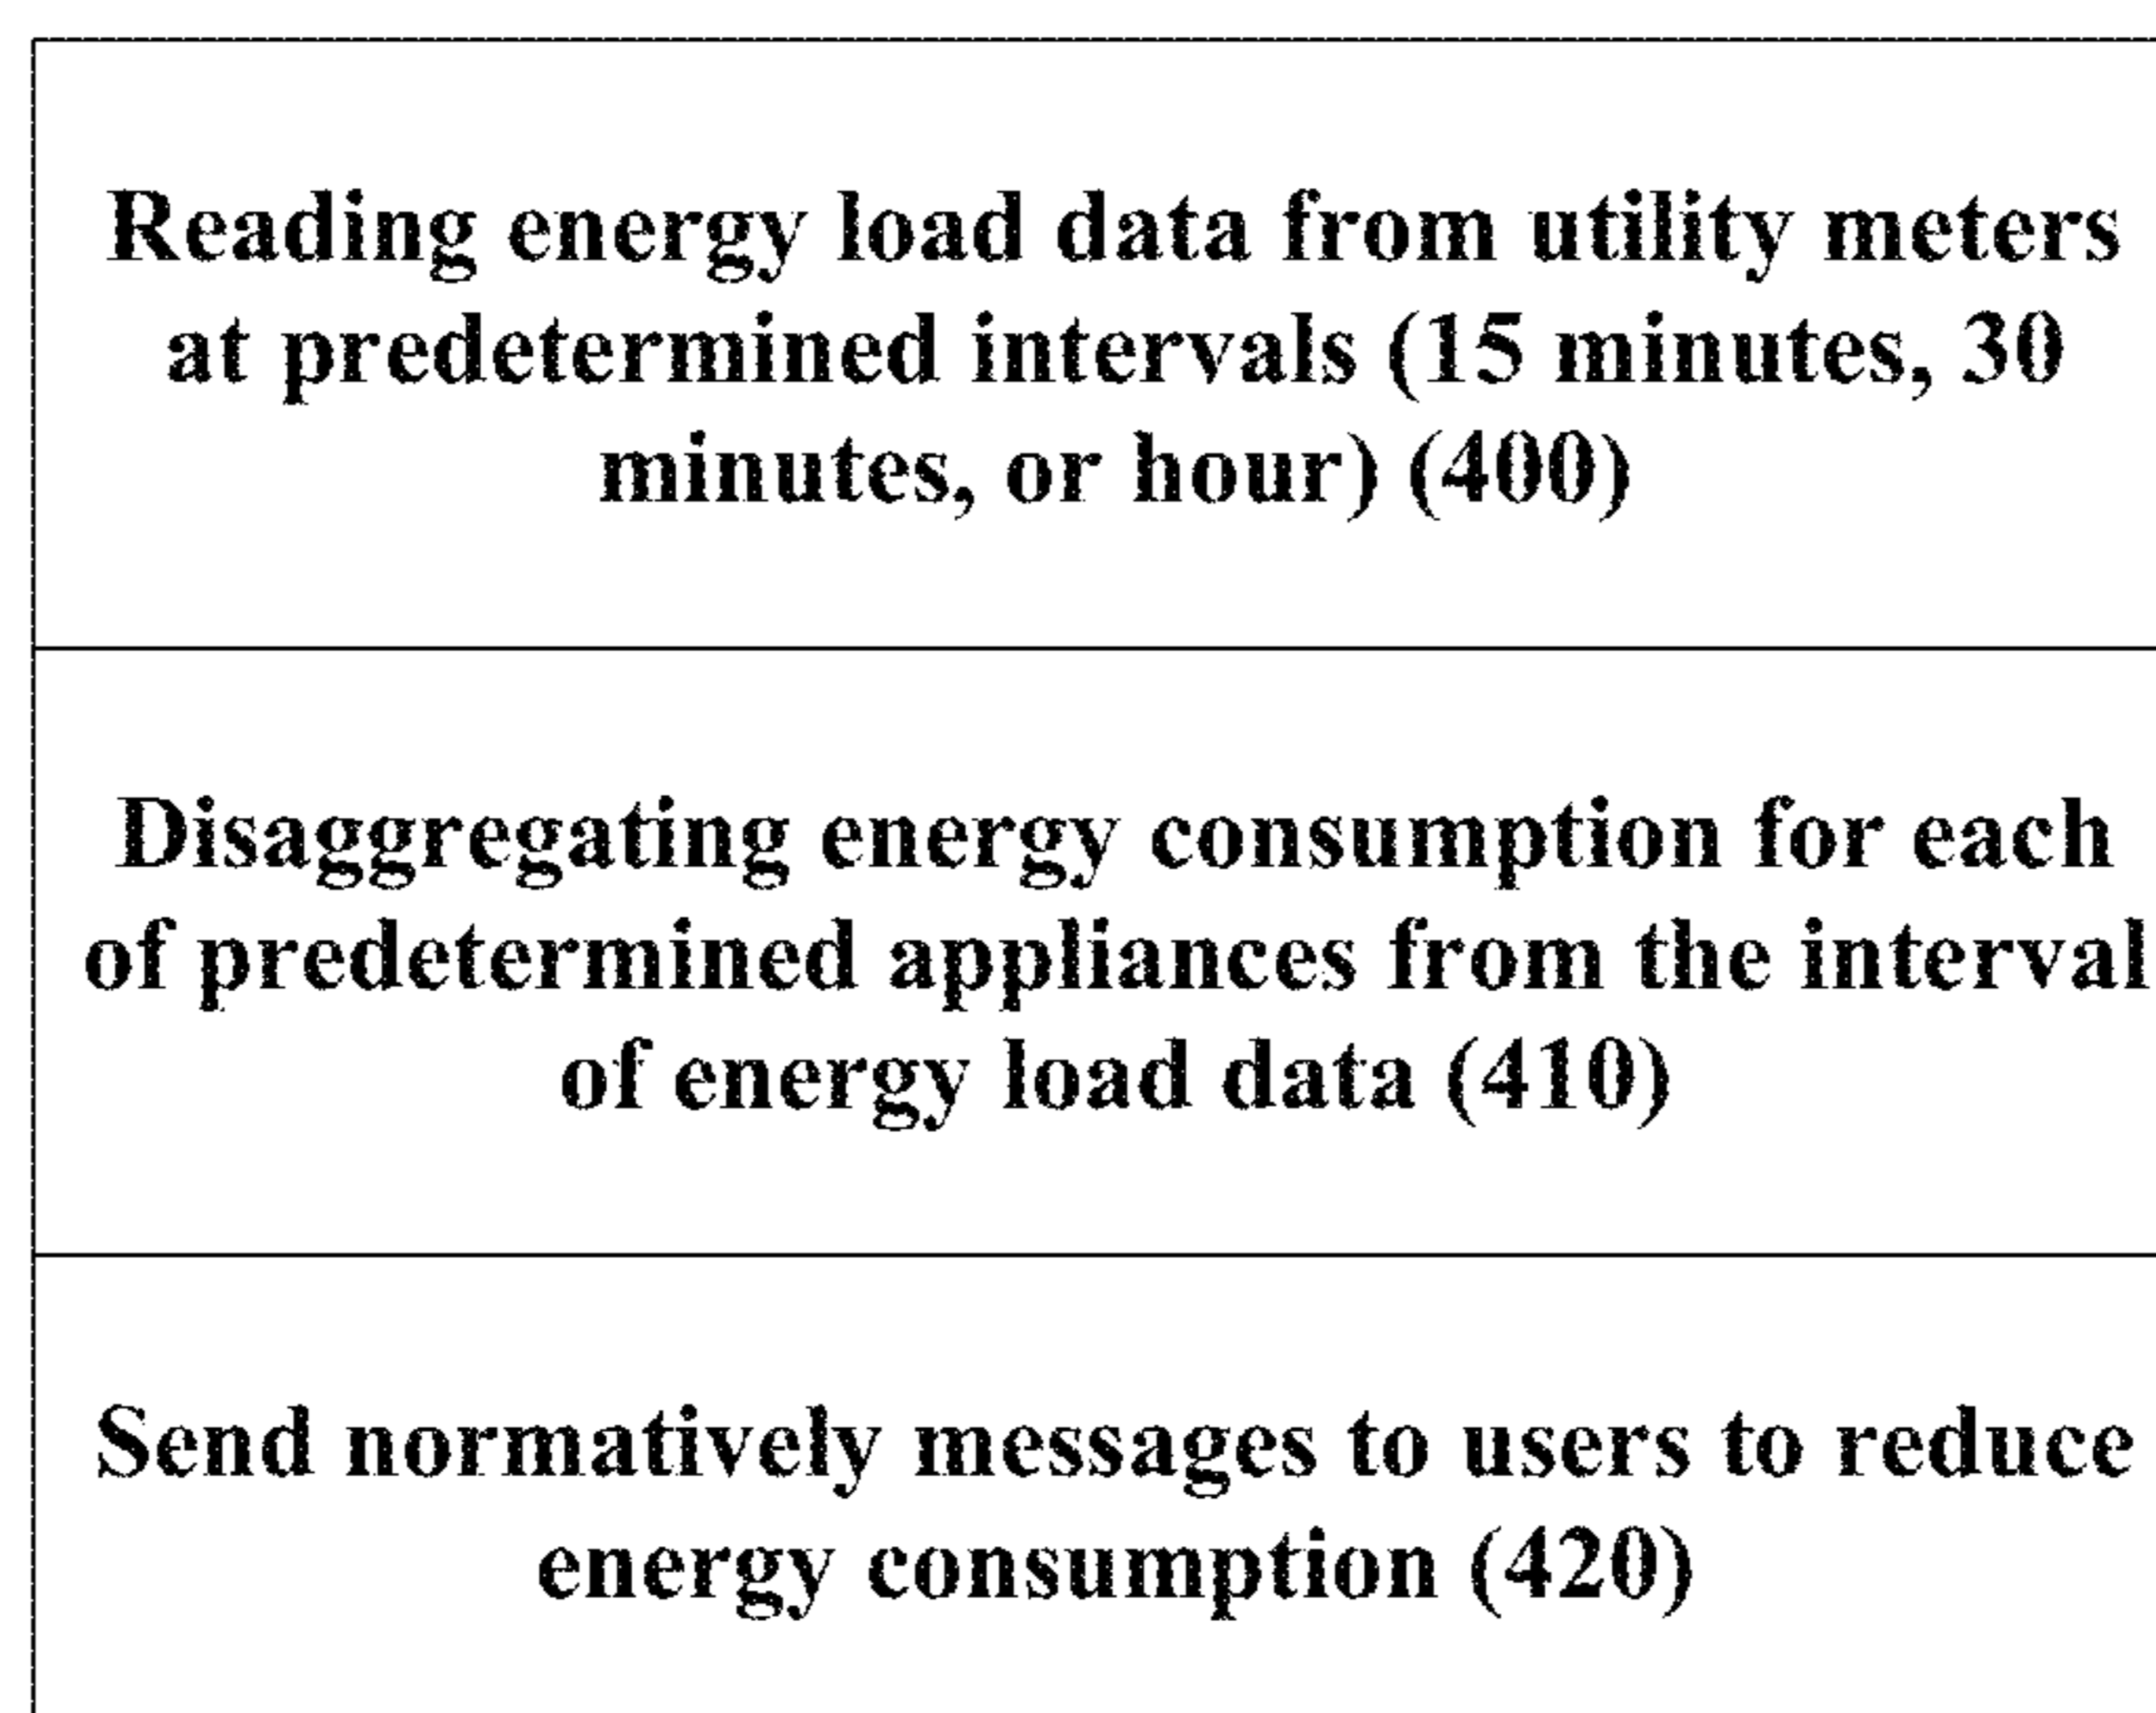 Reading energy load data from utility meters
at predetermined intervals (15 minutes, 30
minutes, or hour) (400)
Disaggregating energy consumption for each
of predetermined appliances from the interval
of energy load data (410)
Send normatively messages to users to reduce
energy consumption (420)